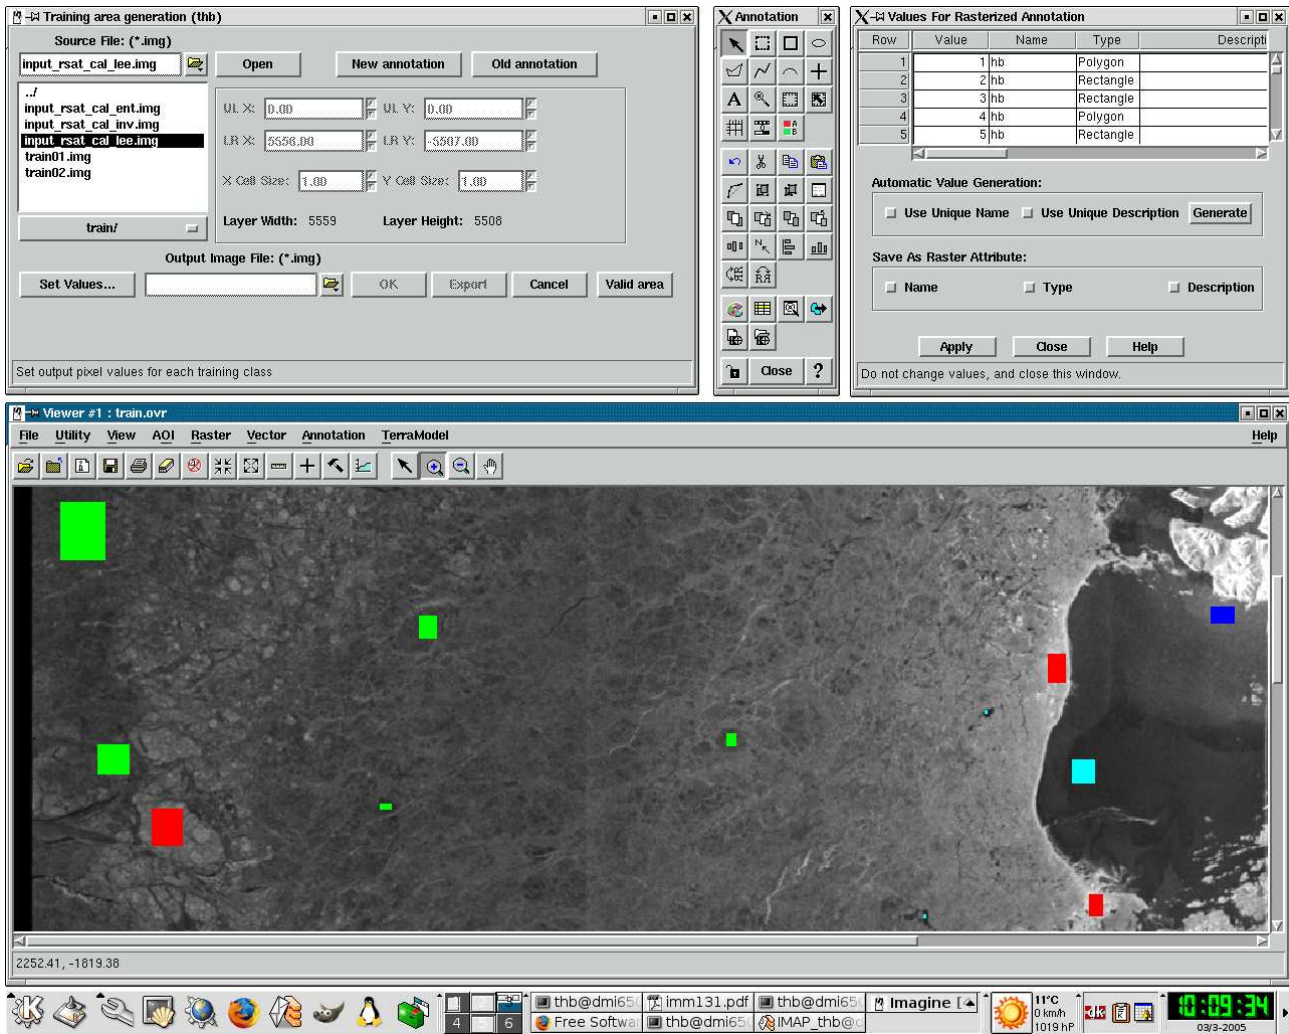 Training area generation (thb)
Source File: (*.img)
input_rsat_cal_lee.img
Open
New annotation
Old annotation
../
input_rsat_cal_ent.img
input_rsat_cal_inv.img
input_rsat_cal_lee.img
train01.img
train02.img
train/
UL X: 0.00 UL Y: 0.00
LR X: 5558.00 LR Y: -5507.00
X Cell Size: 1.00 Y Cell Size: 1.00
Layer Width: 5559 Layer Height: 5508
Output Image File: (*.img)
Set Values...
OK
Export
Cancel
Valid area
Set output pixel values for each training class
Annotation
A
A
B
N
Close
?
Values For Rasterized Annotation
Row Value Name Type Descripti
1 1 hb Polygon
2 2 hb Rectangle
3 3 hb Rectangle
4 4 hb Polygon
5 5 hb Rectangle
Automatic Value Generation:
Use Unique Name Use Unique Description Generate
Save As Raster Attribute:
Name Type Description
Apply Close Help
Do not change values, and close this window.
Viewer #1 : train.ovr
File Utility View AOI Raster Vector Annotation TerraModel Help
2252.41, -1819.38
4 6
thb@dmi65 imm131.pdf thb@dmi65 Imagine [
Free Softwa thb@dmi65 IMAP_thb@
11°C
0 km/h
1019 hP
10:09:34
03/3-2005